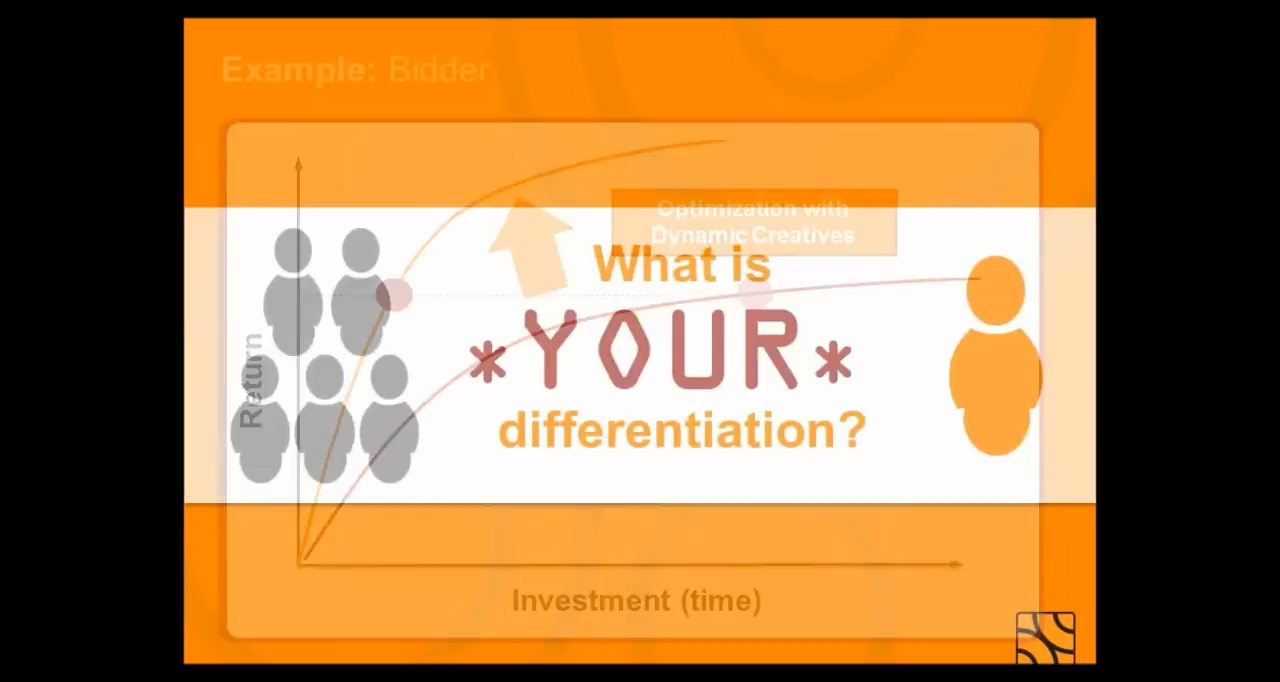 Example: Bidder
Optimization with
Dynamic Creatives
What is
*YOUR*
differentiation?
Return
Investment (time)